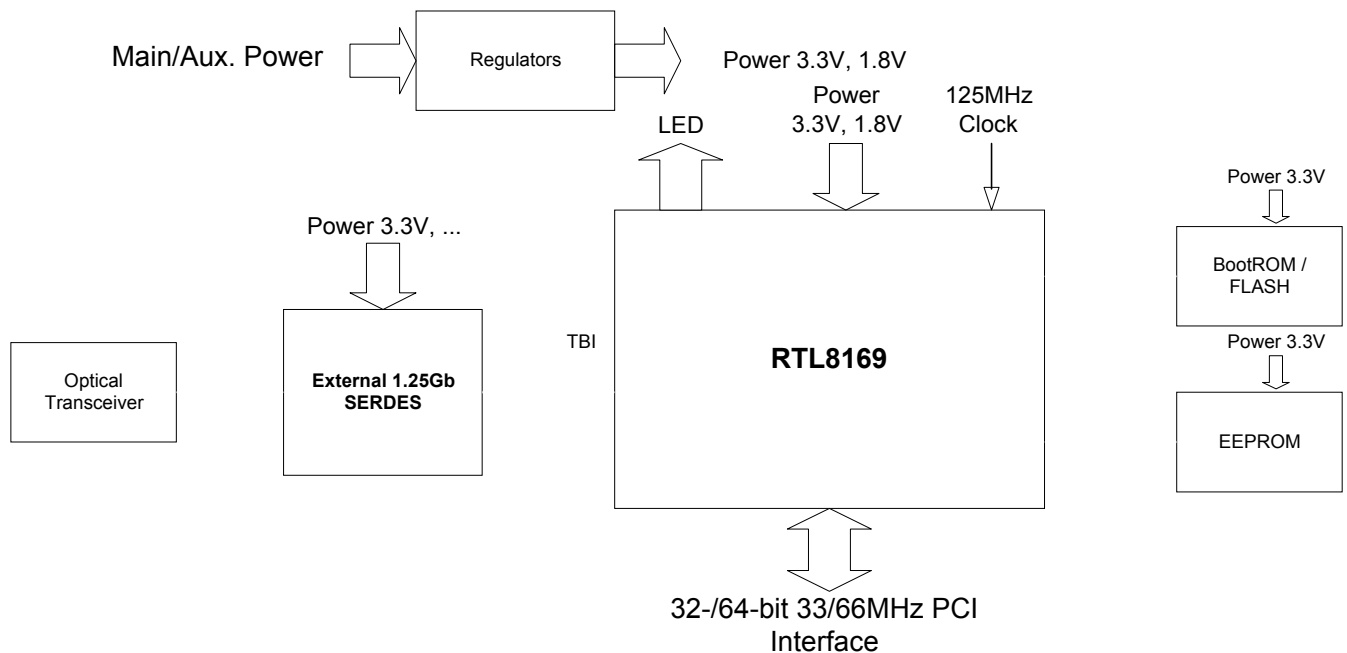 Main/Aux. Power
Regulators
Power 3.3V, 1.8V
LED
Power
3.3V, 1.8V
125MHz
Clock
Power 3.3V
BootROM /
FLASH
Power 3.3V, ...
TBI
RTL8169
Power 3.3V
Optical
Transceiver
External 1.25Gb
SERDES
EEPROM
32-/64-bit 33/66MHz PCI
Interface